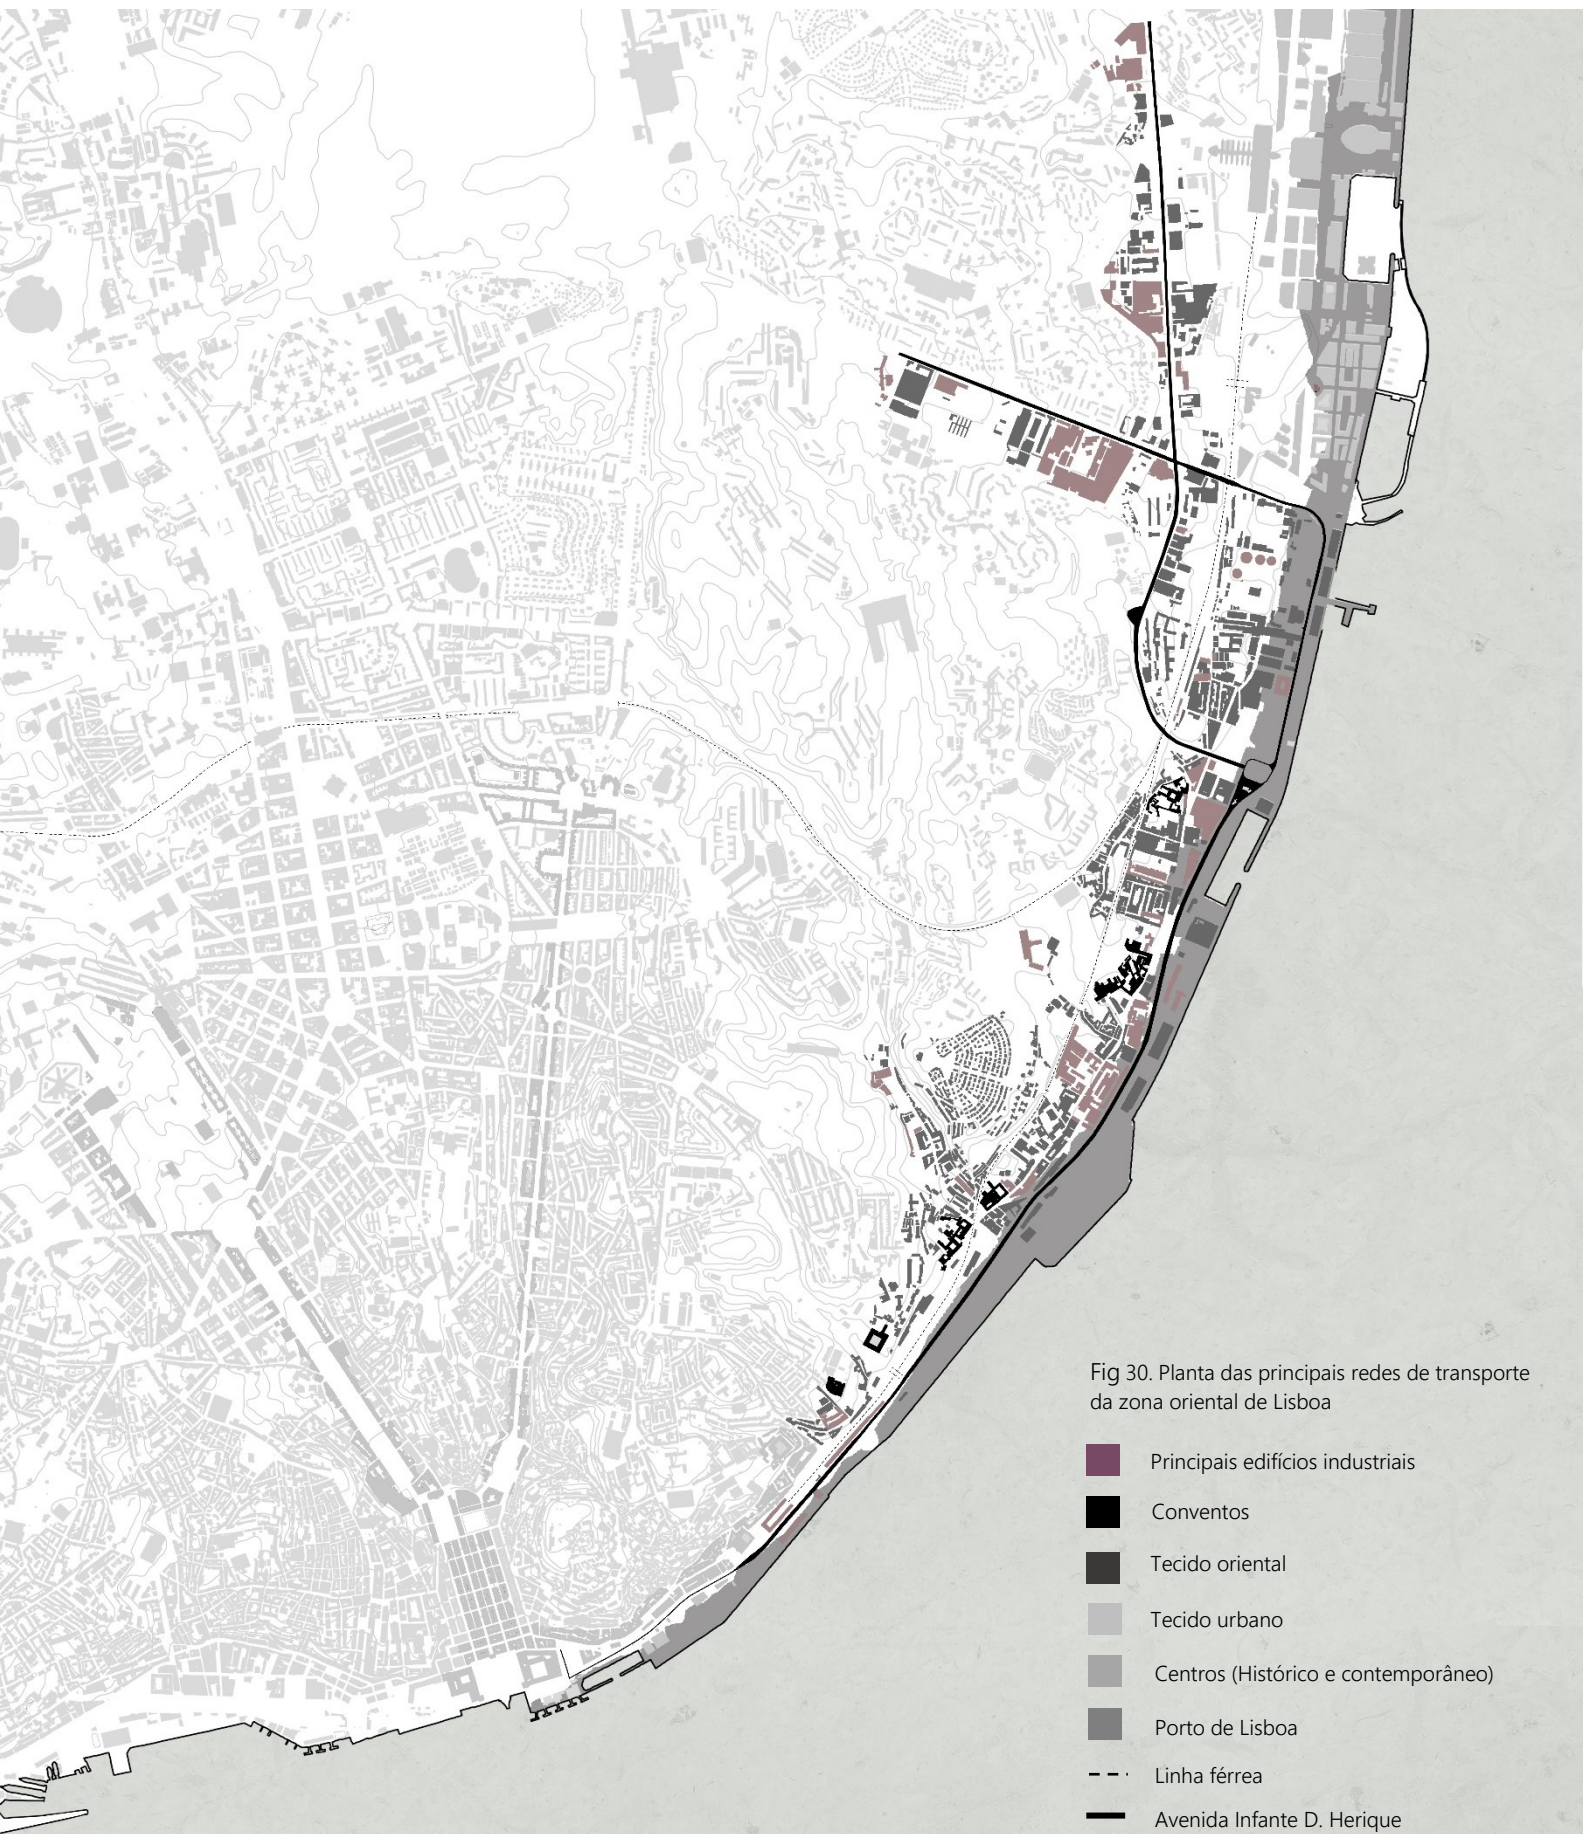 Fig 30. Planta das principais redes de transporte
da zona oriental de Lisboa
Principais edifícios industriais
Conventos
Tecido oriental
Tecido urbano
Centros (Histórico e contemporâneo)
Porto de Lisboa
Linha férrea
Avenida Infante D. Herique